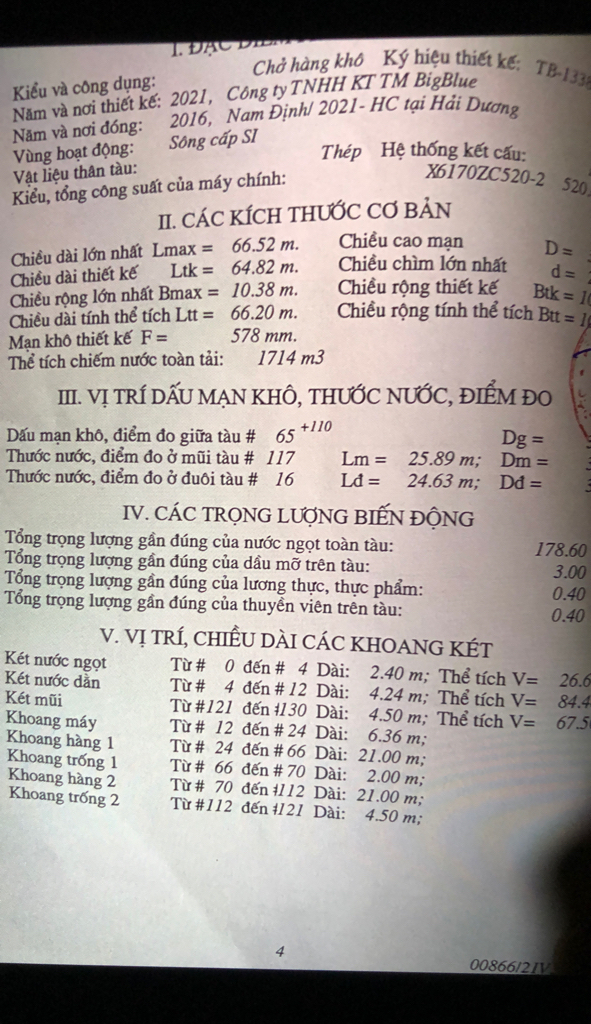 Chở hàng khô Ký hiệu thiết kế: TB-133
Kiểu và công dụng:
Năm và nơi thiết kế: 2021, Công ty TNHH KT TM BigBlue
Năm và nơi đóng: 2016, Nam Định/ 2021- HC tại Hải Dương
Vùng hoạt động: Sông cấp SI
Vật liệu thân tàu: Thép Hệ thống kết cấu:
Kiểu, tổng công suất của máy chính: X6170ZC520-2 520
II. CÁC KÍCH THƯỚC CƠ BẢN
Chiều dài lớn nhất Lmax = 66.52 m. Chiều cao mạn D =
Chiều dài thiết kế Ltk = 64.82 m. Chiều chìm lớn nhất d =
Chiều rộng lớn nhất Bmax = 10.38 m. Chiều rộng thiết kế Btk =
Chiều dài tính thể tích Ltt = 66.20 m. Chiều rộng tính thể tích Btt =
Mạn khô thiết kế F = 578 mm.
Thể tích chiếm nước toàn tải: 1714 m3
III. VỊ TRÍ DẤU MẠN KHÔ, THƯỚC NƯỚC, ĐIỂM ĐO
Dấu mạn khô, điểm đo giữa tàu # 65 +110 Dg =
Thước nước, điểm đo ở mũi tàu # 117 Lm = 25.89 m; Dm =
Thước nước, điểm đo ở đuôi tàu # 16 Lđ = 24.63 m; Dđ =
IV. CÁC TRỌNG LƯỢNG BIẾN ĐỘNG
Tổng trọng lượng gần đúng của nước ngọt toàn tàu: 178.60
Tổng trọng lượng gần đúng của dầu mỡ trên tàu: 3.00
Tổng trọng lượng gần đúng của lương thực, thực phẩm: 0.40
Tổng trọng lượng gần đúng của thuyền viên trên tàu: 0.40
V. VỊ TRÍ, CHIỀU DÀI CÁC KHOANG KÉT
Két nước ngọt Từ # 0 đến # 4 Dài: 2.40 m; Thể tích V= 26.6
Két nước dằn Từ # 4 đến # 12 Dài: 4.24 m; Thể tích V= 84.4
Két mũi Từ #121 đến #130 Dài: 4.50 m; Thể tích V= 67.5
Khoang máy Từ # 12 đến # 24 Dài: 6.36 m;
Khoang hàng 1 Từ # 24 đến # 66 Dài: 21.00 m;
Khoang trống 1 Từ # 66 đến # 70 Dài: 2.00 m;
Khoang hàng 2 Từ # 70 đến #112 Dài: 21.00 m;
Khoang trống 2 Từ #112 đến #121 Dài: 4.50 m;
4
00866/21V